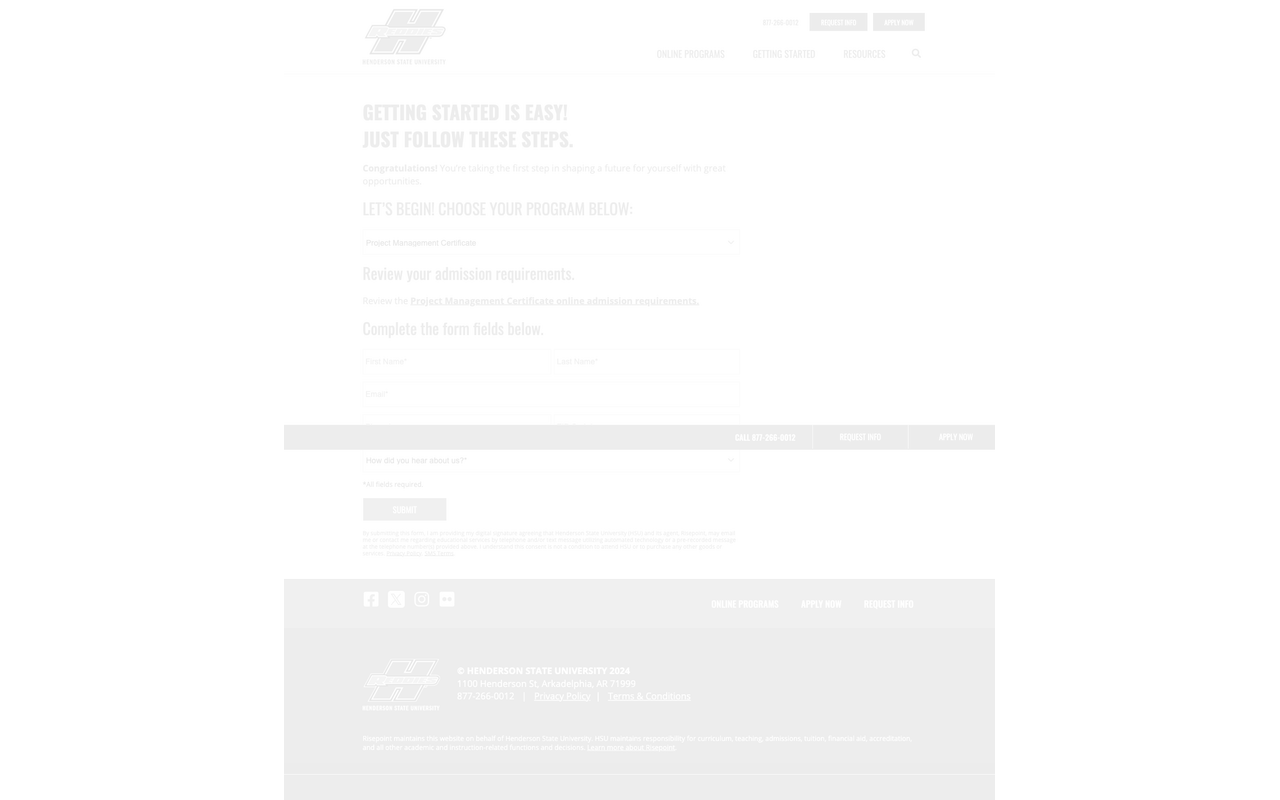 HENDERSON
HENDERSON STATE UNIVERSITY
877-266-0012
REQUEST INFO
APPLY NOW
ONLINE PROGRAMS
GETTING STARTED
RESOURCES
GETTING STARTED IS EASY!
JUST FOLLOW THESE STEPS.
Congratulations! You're taking the first step in shaping a future for yourself with great
opportunities.
LET'S BEGIN! CHOOSE YOUR PROGRAM BELOW:
Project Management Certificate
Review your admission requirements.
Review the Project Management Certificate online admission requirements.
Complete the form fields below.
First Name*
Last Name*
Email*
CALL 877-266-0012
REQUEST INFO
APPLY NOW
How did you hear about us?*
*All fields required.
SUBMIT
services. Privacy Policy. SMS Terms.
ONLINE PROGRAMS
APPLY NOW
REQUEST INFO
HENDERSON STATE UNIVERSITY
© HENDERSON STATE UNIVERSITY 2024
1100 Henderson St, Arkadelphia, AR 71999
877-266-0012 | Privacy Policy | Terms & Conditions
Risepoint maintains this website on behalf of Henderson State University. HSU maintains responsibility for curriculum, teaching, admissions, tuition, financial aid, accreditation,
and all other academic and instruction-related functions and decisions. Learn more about Risepoint.